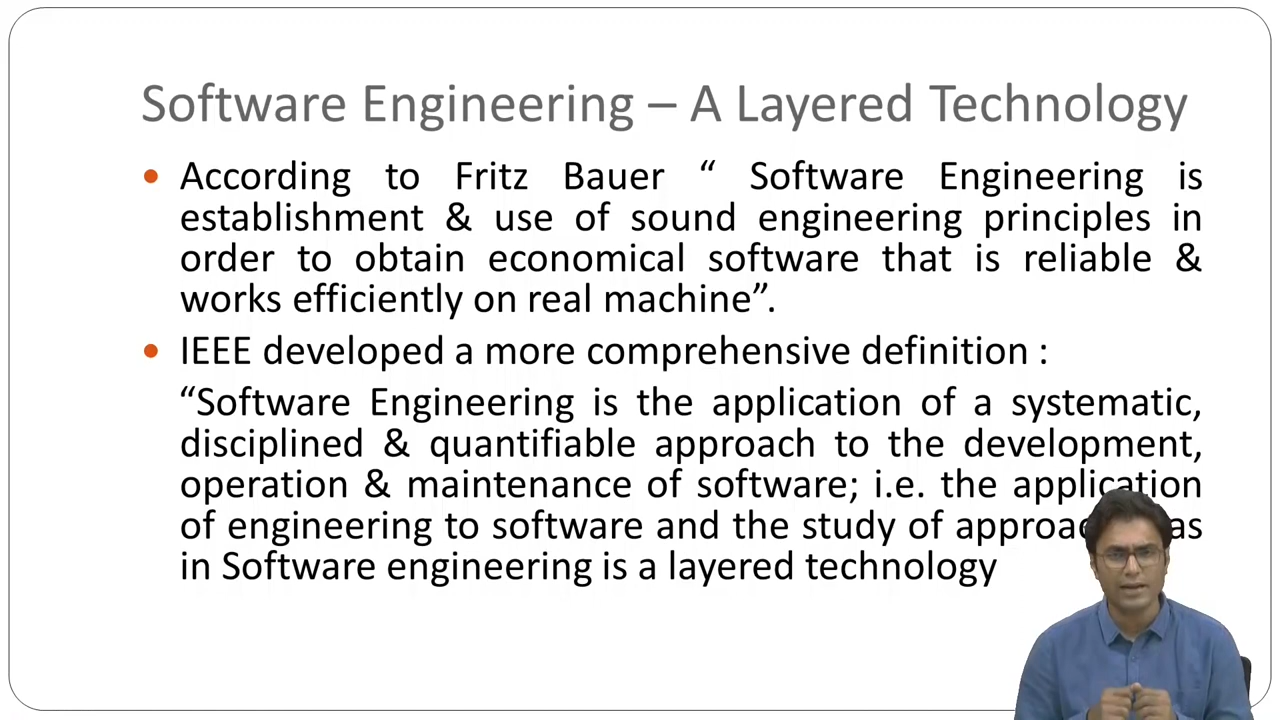 Software Engineering – A Layered Technology
• According to Fritz Bauer “ Software Engineering is
establishment & use of sound engineering principles in
order to obtain economical software that is reliable &
works efficiently on real machine”.
• IEEE developed a more comprehensive definition :
“Software Engineering is the application of a systematic,
disciplined & quantifiable approach to the development,
operation & maintenance of software; i.e. the application
of engineering to software and the study of as
in Software engineering is a layered technology